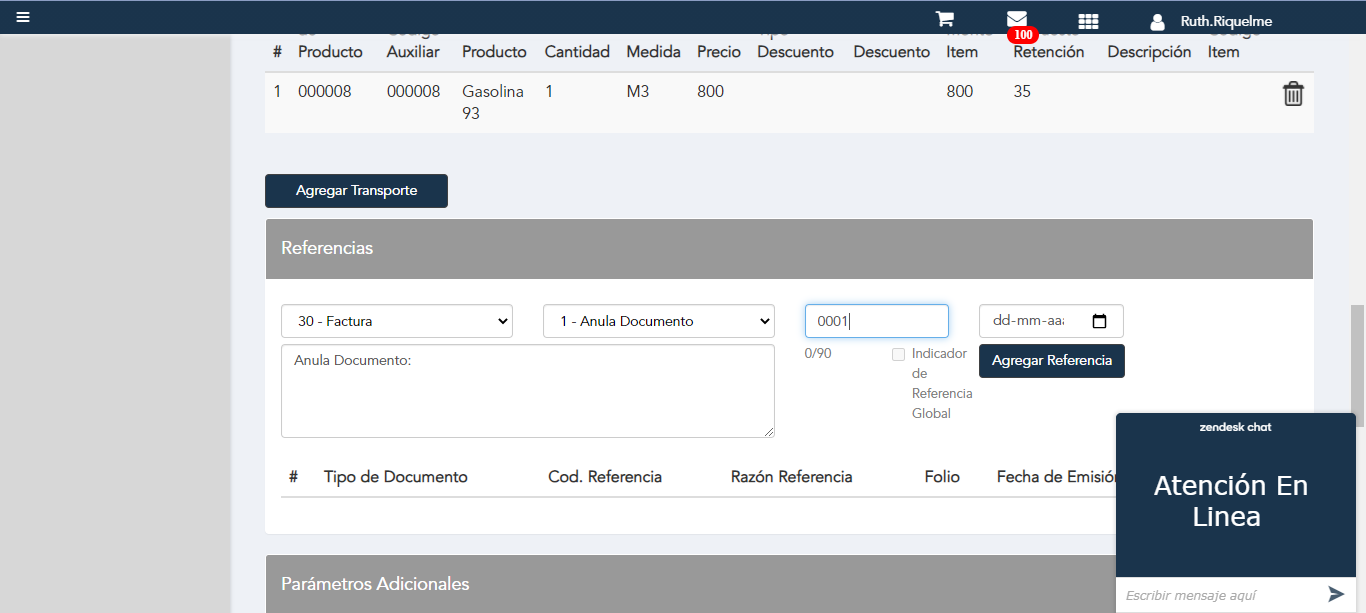 Ruth.Riquelme
100
# Producto Auxiliar Producto Cantidad Medida Precio Descuento Descuento Item Retención Descripción Item
1 000008 000008 Gasolina 1 M3 800 800 35
93
Agregar Transporte
Referencias
30 - Factura 1 - Anula Documento 0001 dd-mm-aaa
Anula Documento: 0/90 Indicador Agregar Referencia
de
Referencia
Global
zendesk chat
# Tipo de Documento Cod. Referencia Razón Referencia Folio Fecha de Emisión
Atención En
Linea
Parámetros Adicionales
Escribir mensaje aquí